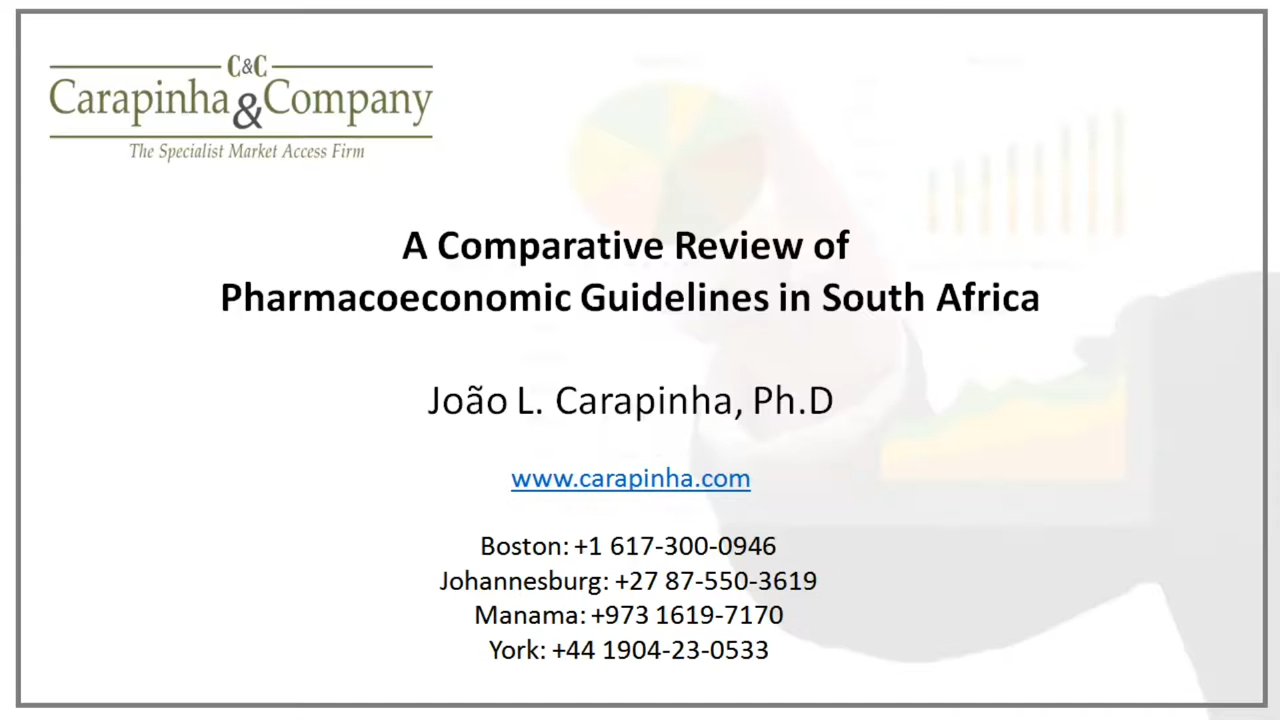 C&C
Carapinha & Company
The Specialist Market Access Firm
A Comparative Review of
Pharmacoeconomic Guidelines in South Africa
João L. Carapinha, Ph.D
www.carapinha.com
Boston: +1 617-300-0946
Johannesburg: +27 87-550-3619
Manama: +973 1619-7170
York: +44 1904-23-0533